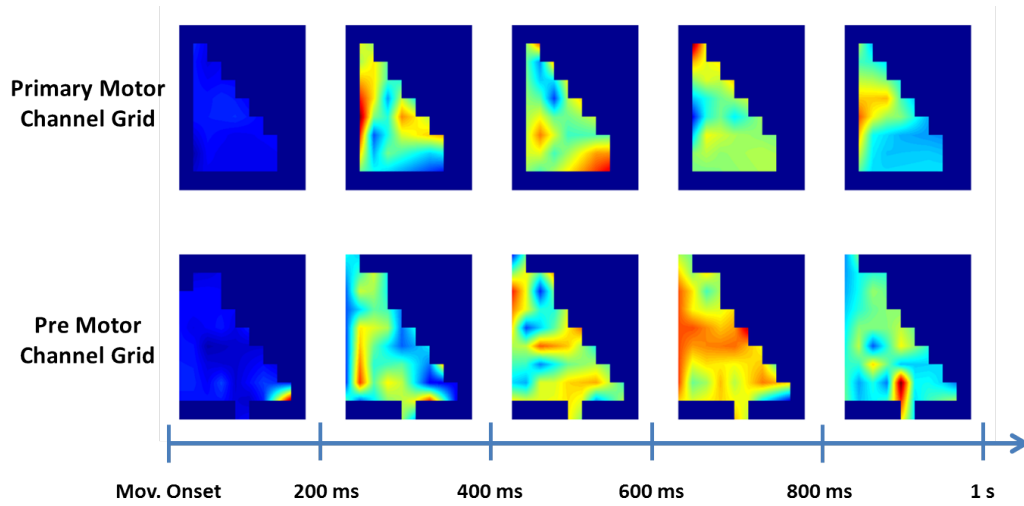 Primary Motor
Channel Grid
Pre Motor
Channel Grid
Mov. Onset 200 ms 400 ms 600 ms 800 ms 1 s